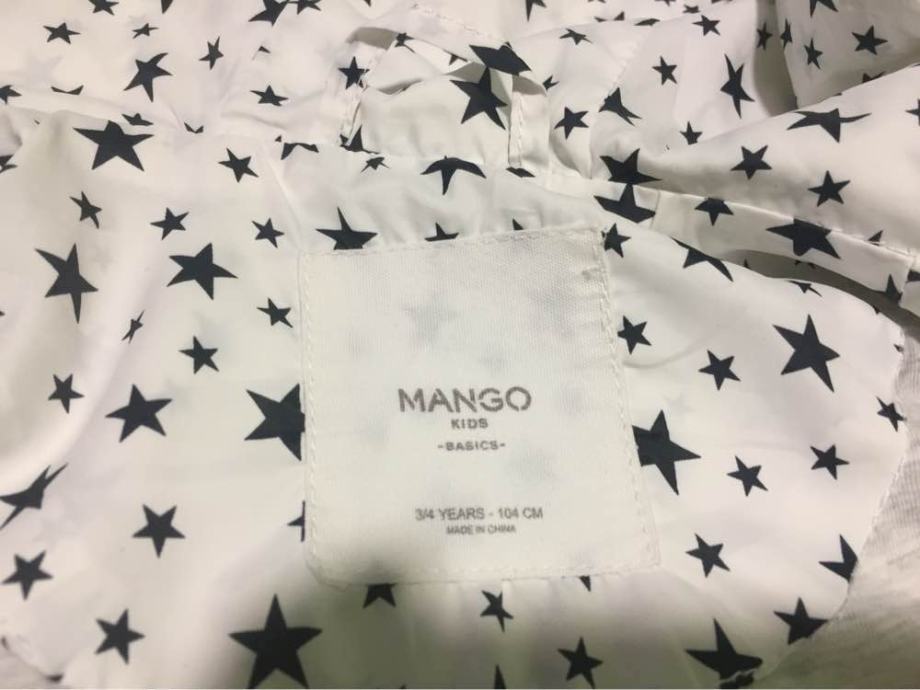 MANGO
KIDS
-BASICS-
3/4 YEARS - 104 CM
MADE IN CHINA